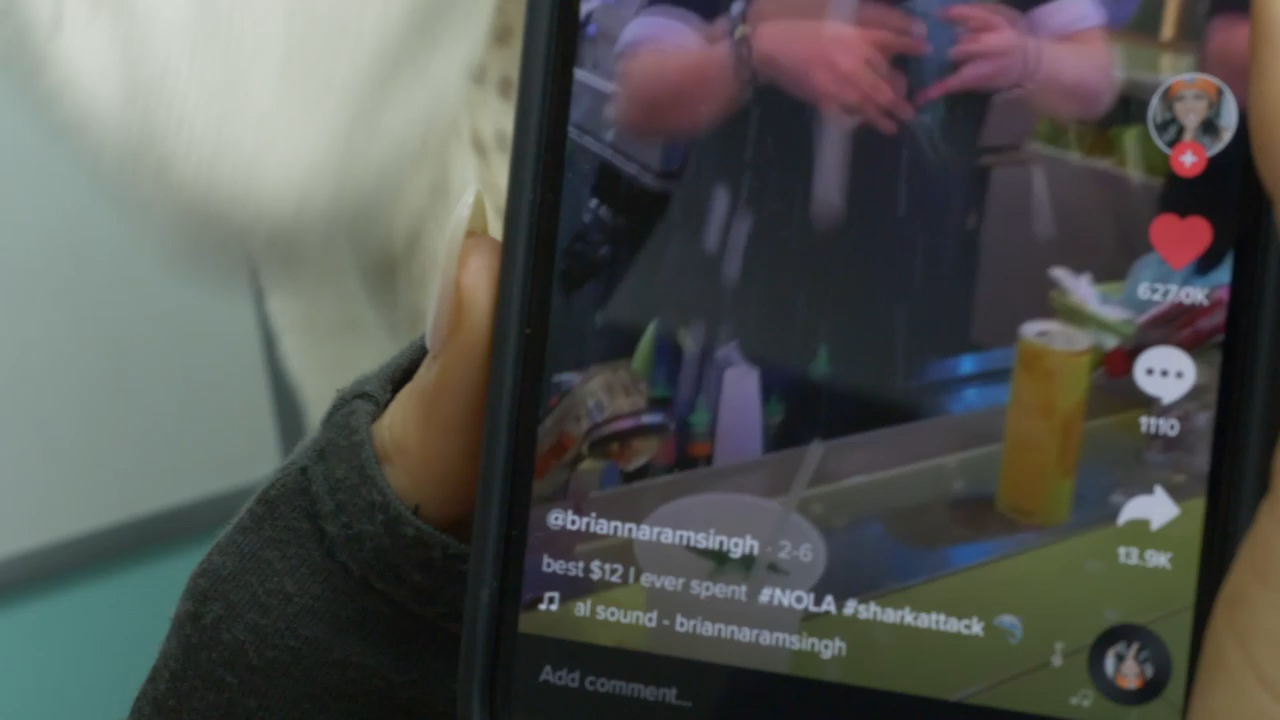 627.0K
1110
13.9K
@briannaramsingh · 2-6
best $12 I ever spent #NOLA #sharkattack
al sound - briannaramsingh
Add comment...